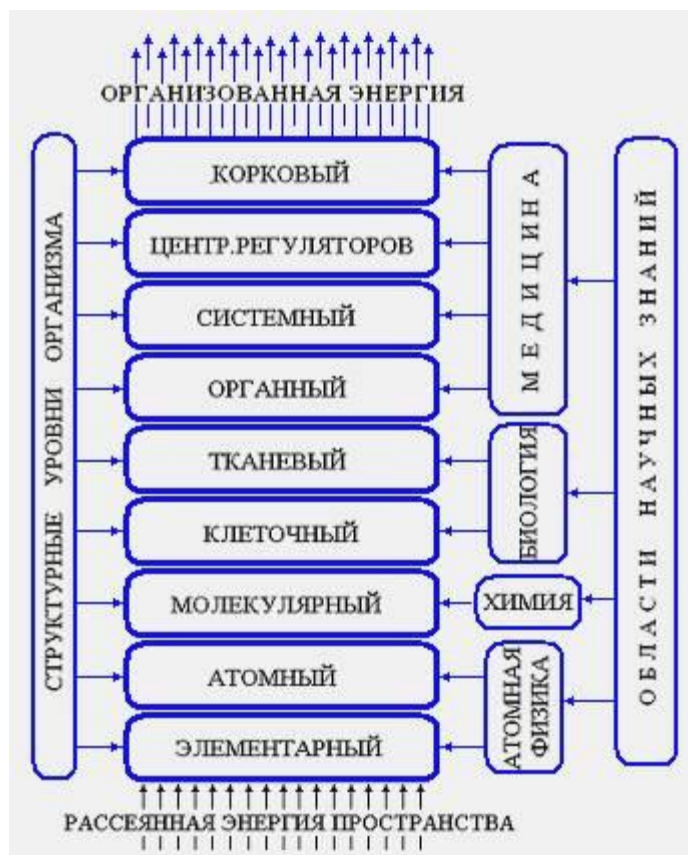 ОРГАНИЗОВАННАЯ ЭНЕРГИЯ
СТРУКТУРНЫЕ УРОВНИ ОРГАНИЗМА
КОРКОВЫЙ
ЦЕНТР.РЕГУЛЯТОРОВ
СИСТЕМНЫЙ
ОРГАННЫЙ
ТКАНЕВЫЙ
КЛЕТОЧНЫЙ
МОЛЕКУЛЯРНЫЙ
АТОМНЫЙ
ЭЛЕМЕНТАРНЫЙ
МЕДИЦИНА
БИОЛОГИЯ
ХИМИЯ
АТОМНАЯ
ФИЗИКА
ОБЛАСТИ НАУЧНЫХ ЗНАНИЙ
РАССЕЯННАЯ ЭНЕРГИЯ ПРОСТРАНСТВА